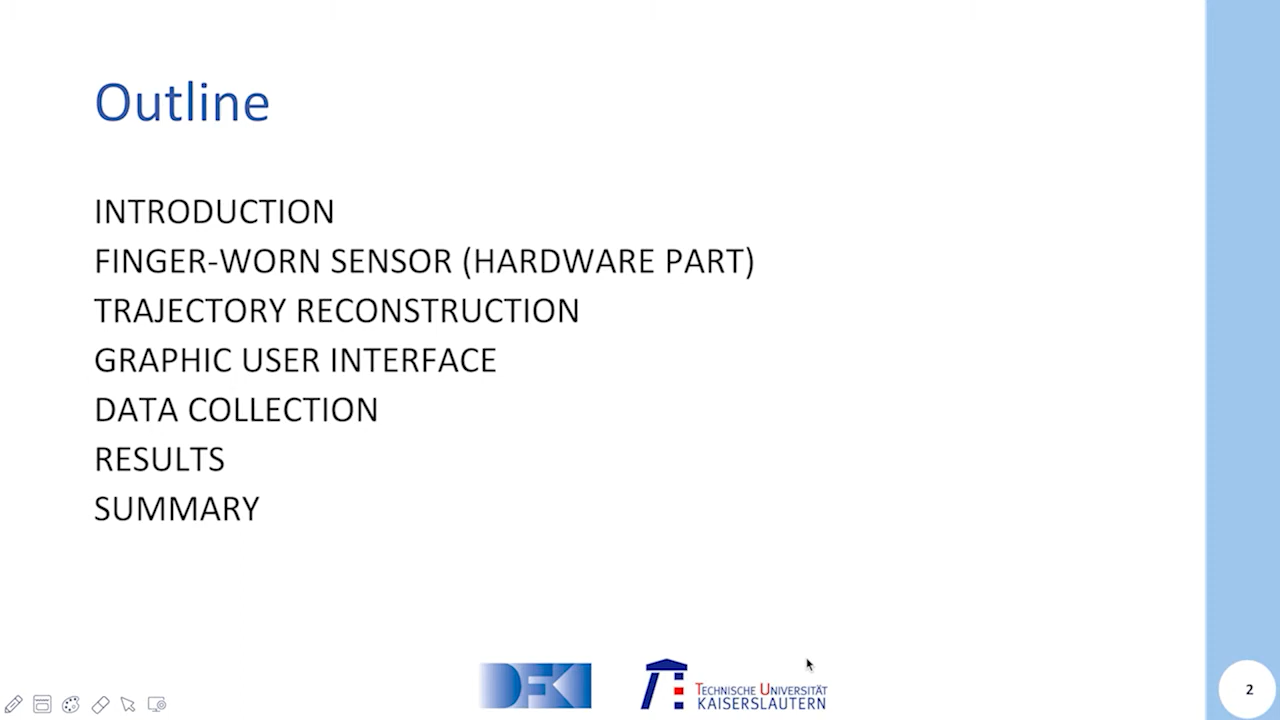 Outline
INTRODUCTION
FINGER-WORN SENSOR (HARDWARE PART)
TRAJECTORY RECONSTRUCTION
GRAPHIC USER INTERFACE
DATA COLLECTION
RESULTS
SUMMARY
DFKI
TECHNISCHE UNIVERSITÄT
KAISERSLAUTERN
2